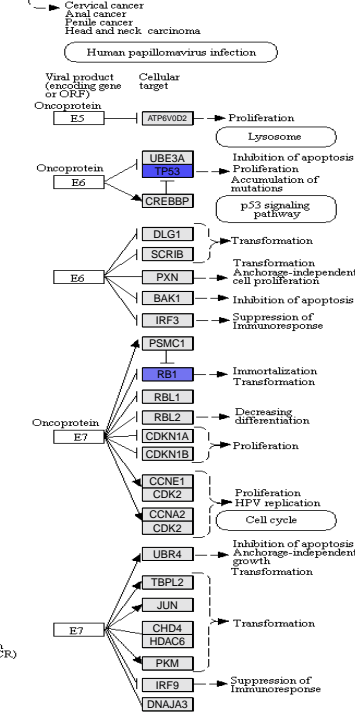 Cervical cancer
Anal cancer
Penile cancer
Head and neck carcinoma
Human papillomavirus infection
Viral product
(encoding gene
or ORF)
Cellular
target
Oncoprotein
E5
ATP6V0D2
Proliferation
Lysosome
Oncoprotein
E6
UBE3A
TP53
CREBBP
Inhibition of apoptosis
Proliferation
Accumulation of
mutations
p53 signaling
pathway
E6
DLG1
SCRIB
PXN
BAK1
IRF3
Transformation
Transformation
Anchorage-independent
cell proliferation
Inhibition of apoptosis
Suppression of
Immunoresponse
Oncoprotein
E7
PSMC1
RB1
RBL1
RBL2
CDKN1A
CDKN1B
CCNE1
CDK2
CCNA2
CDK2
Immortalization
Transformation
Decreasing
differentiation
Proliferation
Proliferation
HPV replication
Cell cycle
E7
UBR4
TBPL2
JUN
CHD4
HDAC6
PKM
IRF9
DNAJA3
Inhibition of apoptosis
Anchorage-independent
growth
Transformation
Transformation
Suppression of
Immunoresponse
CR)